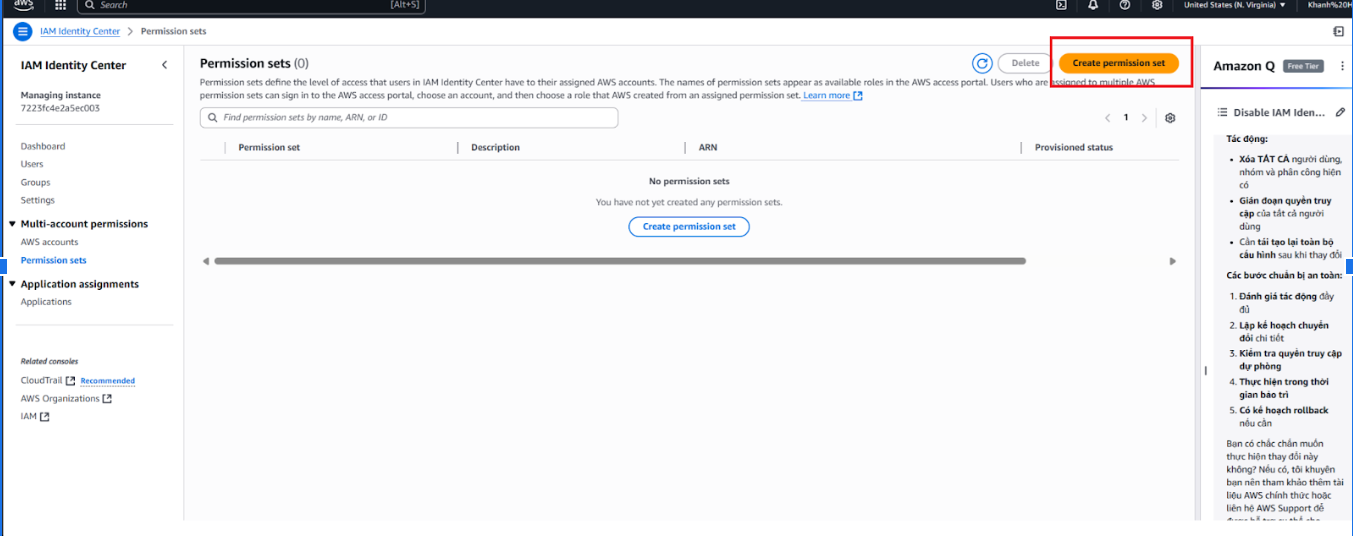 aws
Search
[Alt+S]
United States (N. Virginia)
Khanh%20H
IAM Identity Center > Permission sets
IAM Identity Center
Managing instance
7223fc4e2a5ec003
Dashboard
Users
Groups
Settings
Multi-account permissions
AWS accounts
Permission sets
Application assignments
Applications
Related consoles
CloudTrail Recommended
AWS Organizations
IAM
Permission sets (0)
Delete
Create permission set
Permission sets define the level of access that users in IAM Identity Center have to their assigned AWS accounts. The names of permission sets appear as available roles in the AWS access portal. Users who are assigned to multiple AWS
permission sets can sign in to the AWS access portal, choose an account, and then choose a role that AWS created from an assigned permission set. Learn more
Find permission sets by name, ARN, or ID
1
Permission set
Description
ARN
Provisioned status
No permission sets
You have not yet created any permission sets.
Create permission set
Amazon Q Free Tier
Disable IAM Iden...
Tác động:
• Xóa TẤT CẢ người dùng,
nhóm và phân công hiện
có
• Gián đoạn quyền truy
cập của tất cả người
dùng
• Cần tái tạo lại toàn bộ
cấu hình sau khi thay đổi
Các bước chuẩn bị an toàn:
1. Đánh giá tác động đầy
đủ
2. Lập kế hoạch chuyển
đổi chi tiết
3. Kiểm tra quyền truy cập
dự phòng
4. Thực hiện trong thời
gian bảo trì
5. Có kế hoạch rollback
nếu cần
Bạn có chắc chắn muốn
thực hiện thay đổi này
không? Nếu có, tôi khuyên
bạn nên tham khảo thêm tài
liệu AWS chính thức hoặc
liên hệ AWS Support để